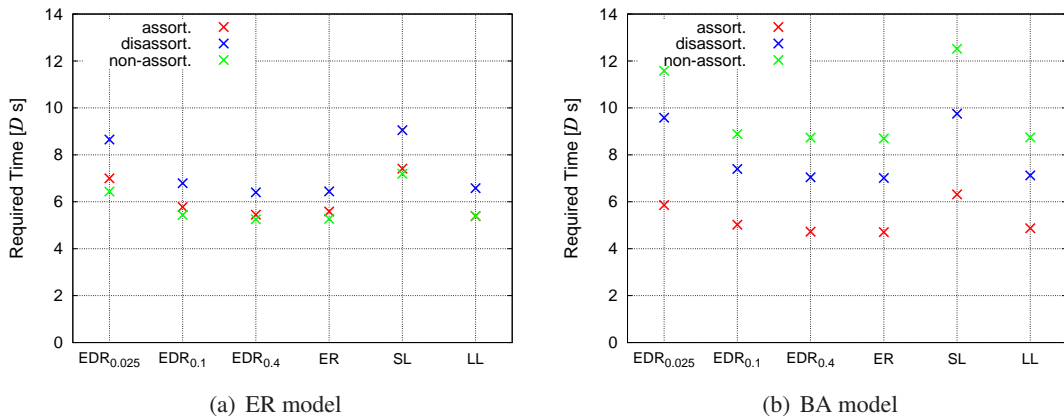 14
12
10
8
6
4
2
0
Required Time [D s]
assort.
disassort.
non-assort.
EDR0.025 EDR0.1 EDR0.4 ER SL LL
(a) ER model
14
12
10
8
6
4
2
0
Required Time [D s]
assort.
disassort.
non-assort.
EDR0.025 EDR0.1 EDR0.4 ER SL LL
(b) BA model